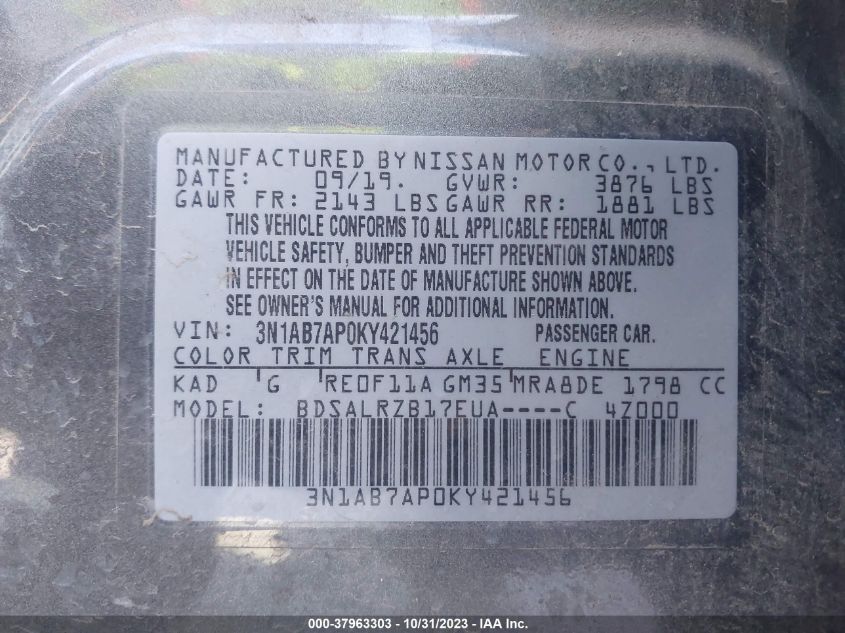 MANUFACTURED BY NISSAN MOTOR CO., LTD.
DATE: 09/19. GVWR: 3876 LBS
GAWR FR: 2143 LBS GAWR RR: 1881 LBS
THIS VEHICLE CONFORMS TO ALL APPLICABLE FEDERAL MOTOR
VEHICLE SAFETY, BUMPER AND THEFT PREVENTION STANDARDS
IN EFFECT ON THE DATE OF MANUFACTURE SHOWN ABOVE.
SEE OWNER'S MANUAL FOR ADDITIONAL INFORMATION.
VIN: 3N1AB7AP0KY421456 PASSENGER CAR.
COLOR TRIM TRANS AXLE ENGINE
KAD G RE0F11A GM35 MRA8DE 1798 CC
MODEL: BDSALRZB17EUA----C 4Z000
3N1AB7AP0KY421456
000-37963303 - 10/31/2023 - IAA Inc.